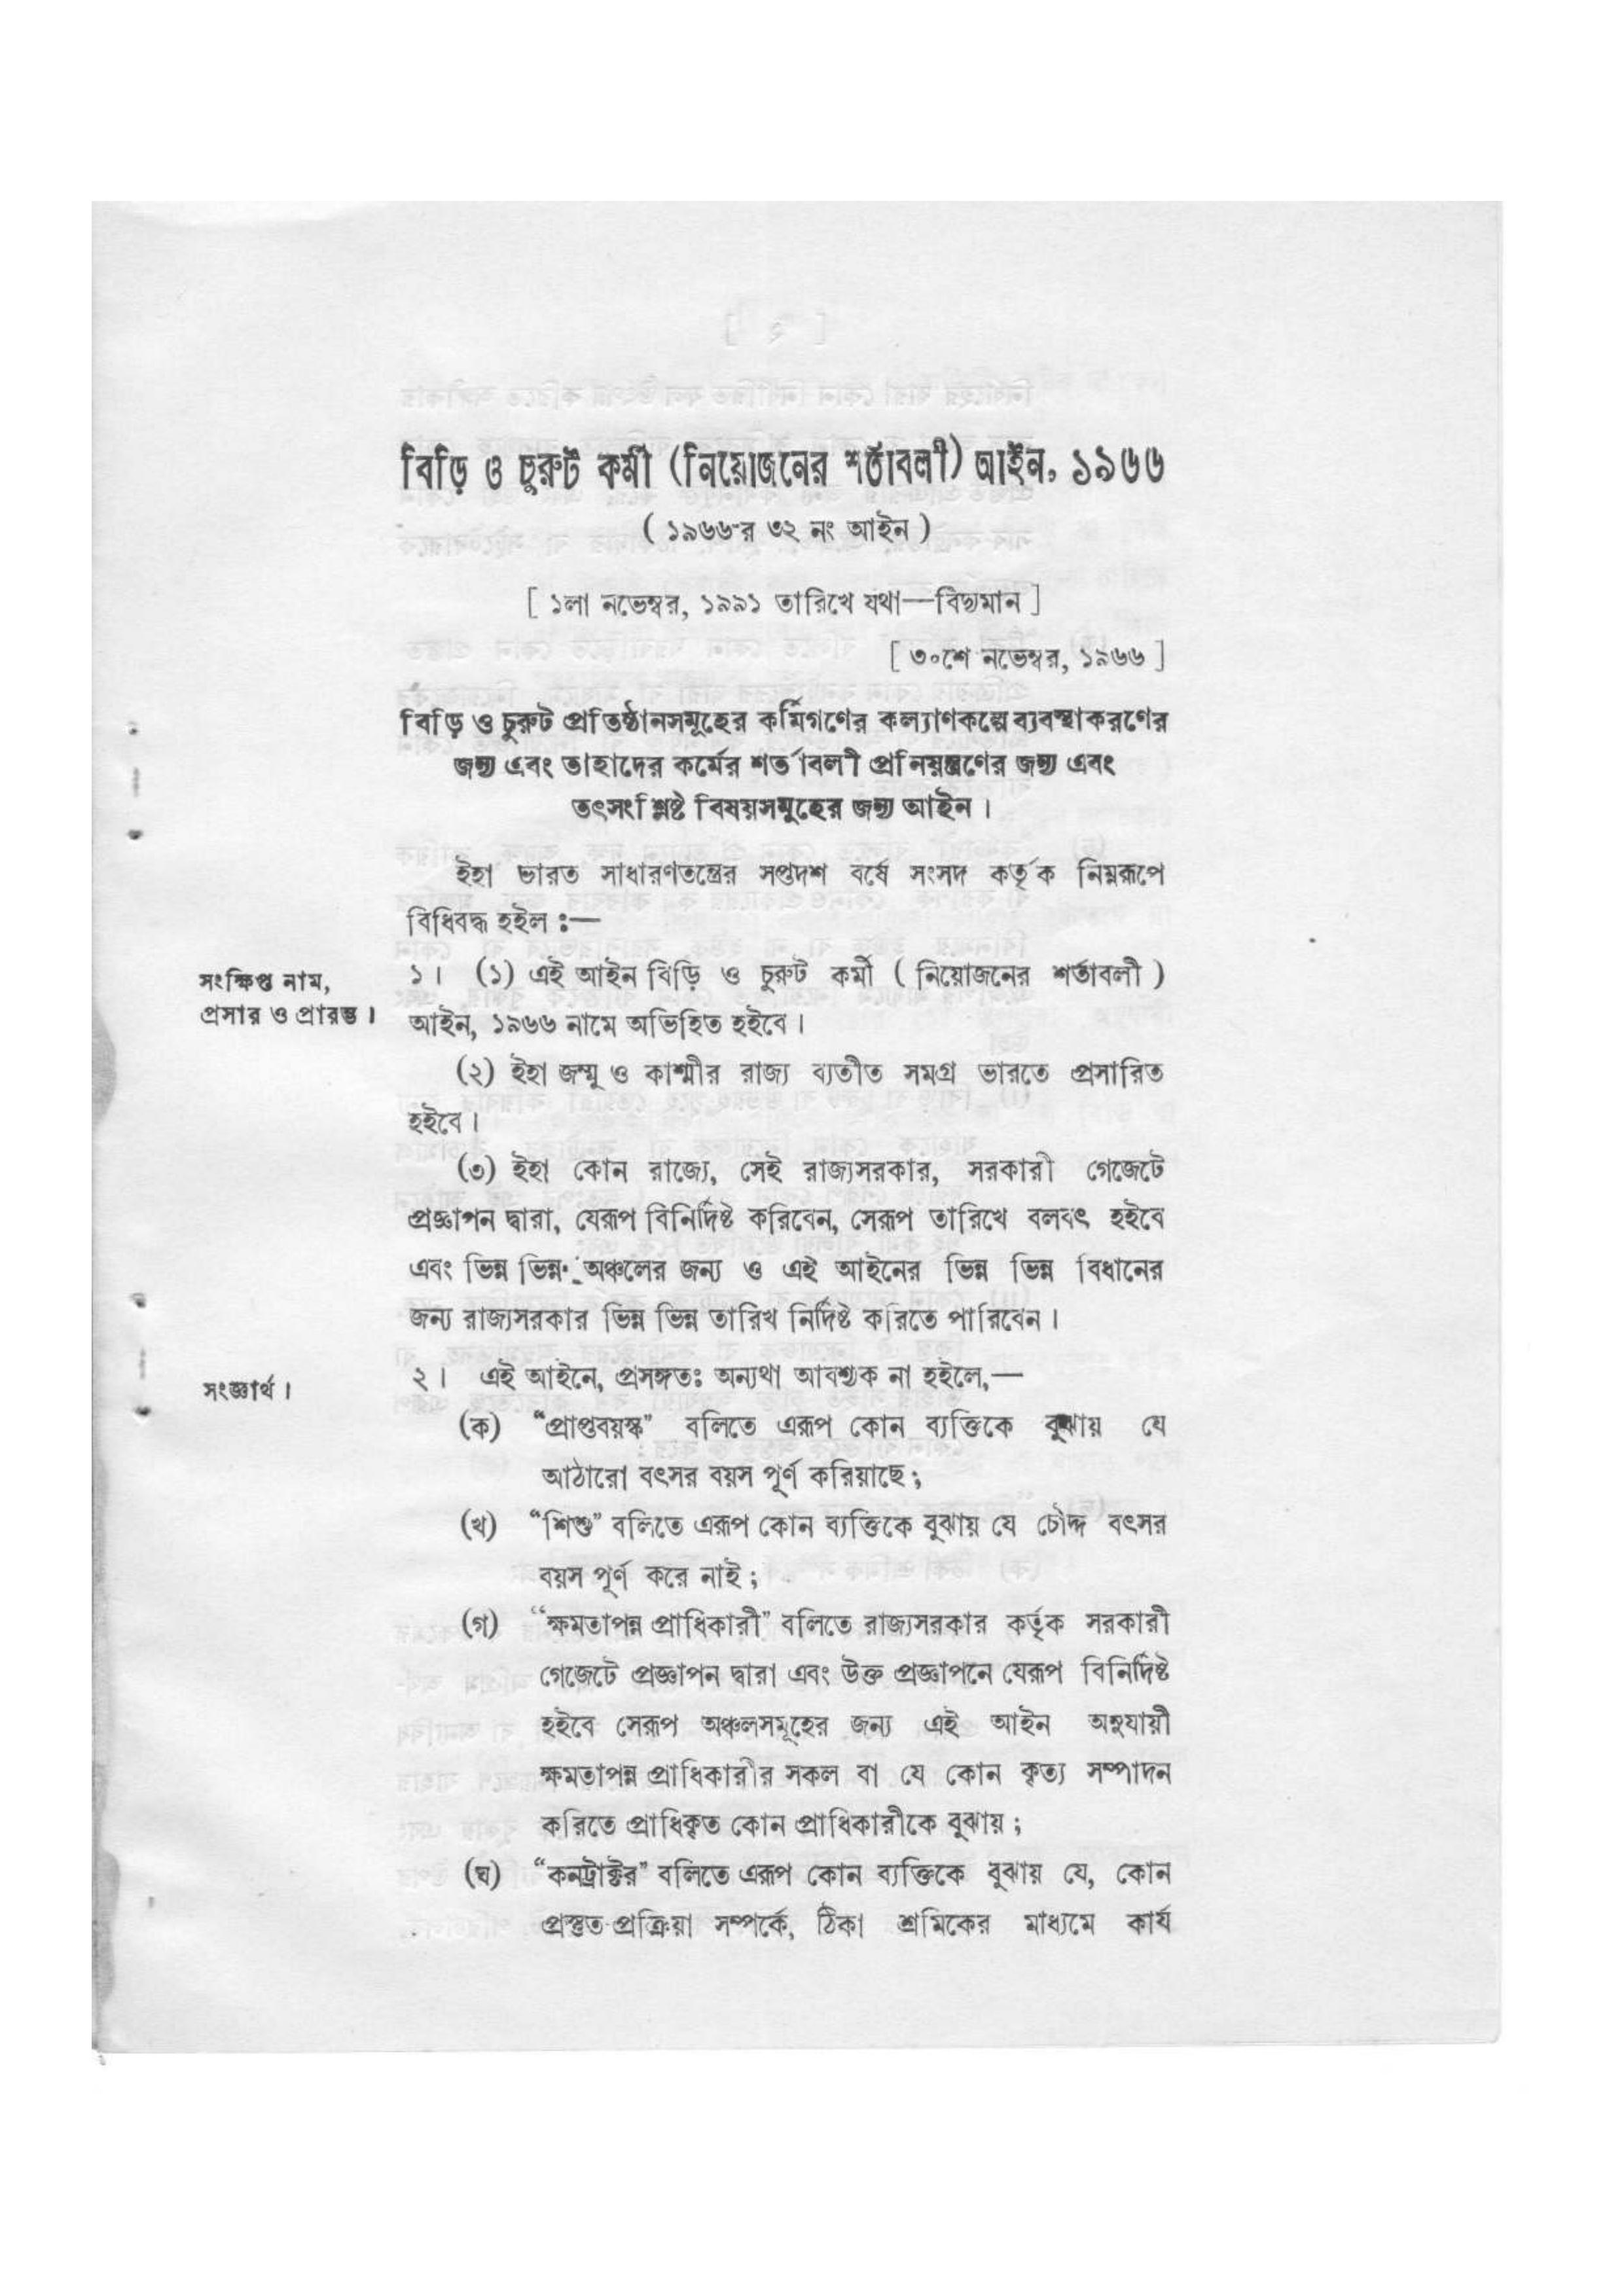 বিড়ি ও চুরুট কর্মী (নিয়োজনের শর্তাবলী) আইন, ১৯৬৬
( ১৯৬৬-র ৩২ নং আইন )
[ ১লা নভেম্বর, ১৯৯১ তারিখে যথা—বিদ্যমান ]
[ ৩০শে নভেম্বর, ১৯৬৬ ]
বিড়ি ও চুরুট প্রতিষ্ঠানসমূহের কর্মিগণের কল্যাণকল্পে ব্যবস্থাকরণের
জন্য এবং তাহাদের কর্মের শর্তাবলী প্রনিয়ন্ত্রণের জন্য এবং
তৎসংশ্লিষ্ট বিষয়সমূহের জন্য আইন।
ইহা ভারত সাধারণতন্ত্রের সপ্তদশ বর্ষে সংসদ কর্তৃক নিম্নরূপে
বিধিবদ্ধ হইল :—
সংক্ষিপ্ত নাম,
প্রসার ও প্রারম্ভ।
১। (১) এই আইন বিড়ি ও চুরুট কর্মী ( নিয়োজনের শর্তাবলী )
আইন, ১৯৬৬ নামে অভিহিত হইবে।
(২) ইহা জম্মু ও কাশ্মীর রাজ্য ব্যতীত সমগ্র ভারতে প্রসারিত
হইবে।
(৩) ইহা কোন রাজ্যে, সেই রাজ্যসরকার, সরকারী গেজেটে
প্রজ্ঞাপন দ্বারা, যেরূপ বিনির্দিষ্ট করিবেন, সেরূপ তারিখে বলবৎ হইবে
এবং ভিন্ন ভিন্ন অঞ্চলের জন্য ও এই আইনের ভিন্ন ভিন্ন বিধানের
জন্য রাজ্যসরকার ভিন্ন ভিন্ন তারিখ নির্দিষ্ট করিতে পারিবেন।
সংজ্ঞার্থ।
২। এই আইনে, প্রসঙ্গতঃ অন্যথা আবশ্যক না হইলে,—
(ক) “প্রাপ্তবয়স্ক” বলিতে এরূপ কোন ব্যক্তিকে বুঝায় যে
আঠারো বৎসর বয়স পূর্ণ করিয়াছে;
(খ) “শিশু” বলিতে এরূপ কোন ব্যক্তিকে বুঝায় যে চৌদ্দ বৎসর
বয়স পূর্ণ করে নাই;
(গ) “ক্ষমতাপন্ন প্রাধিকারী” বলিতে রাজ্যসরকার কর্তৃক সরকারী
গেজেটে প্রজ্ঞাপন দ্বারা এবং উক্ত প্রজ্ঞাপনে যেরূপ বিনির্দিষ্ট
হইবে সেরূপ অঞ্চলসমূহের জন্য এই আইন অনুযায়ী
ক্ষমতাপন্ন প্রাধিকারীর সকল বা যে কোন কৃত্য সম্পাদন
করিতে প্রাধিকৃত কোন প্রাধিকারীকে বুঝায়;
(ঘ) “কনট্রাক্টর” বলিতে এরূপ কোন ব্যক্তিকে বুঝায় যে, কোন
প্রস্তুত-প্রক্রিয়া সম্পর্কে, ঠিকা শ্রমিকের মাধ্যমে কার্য